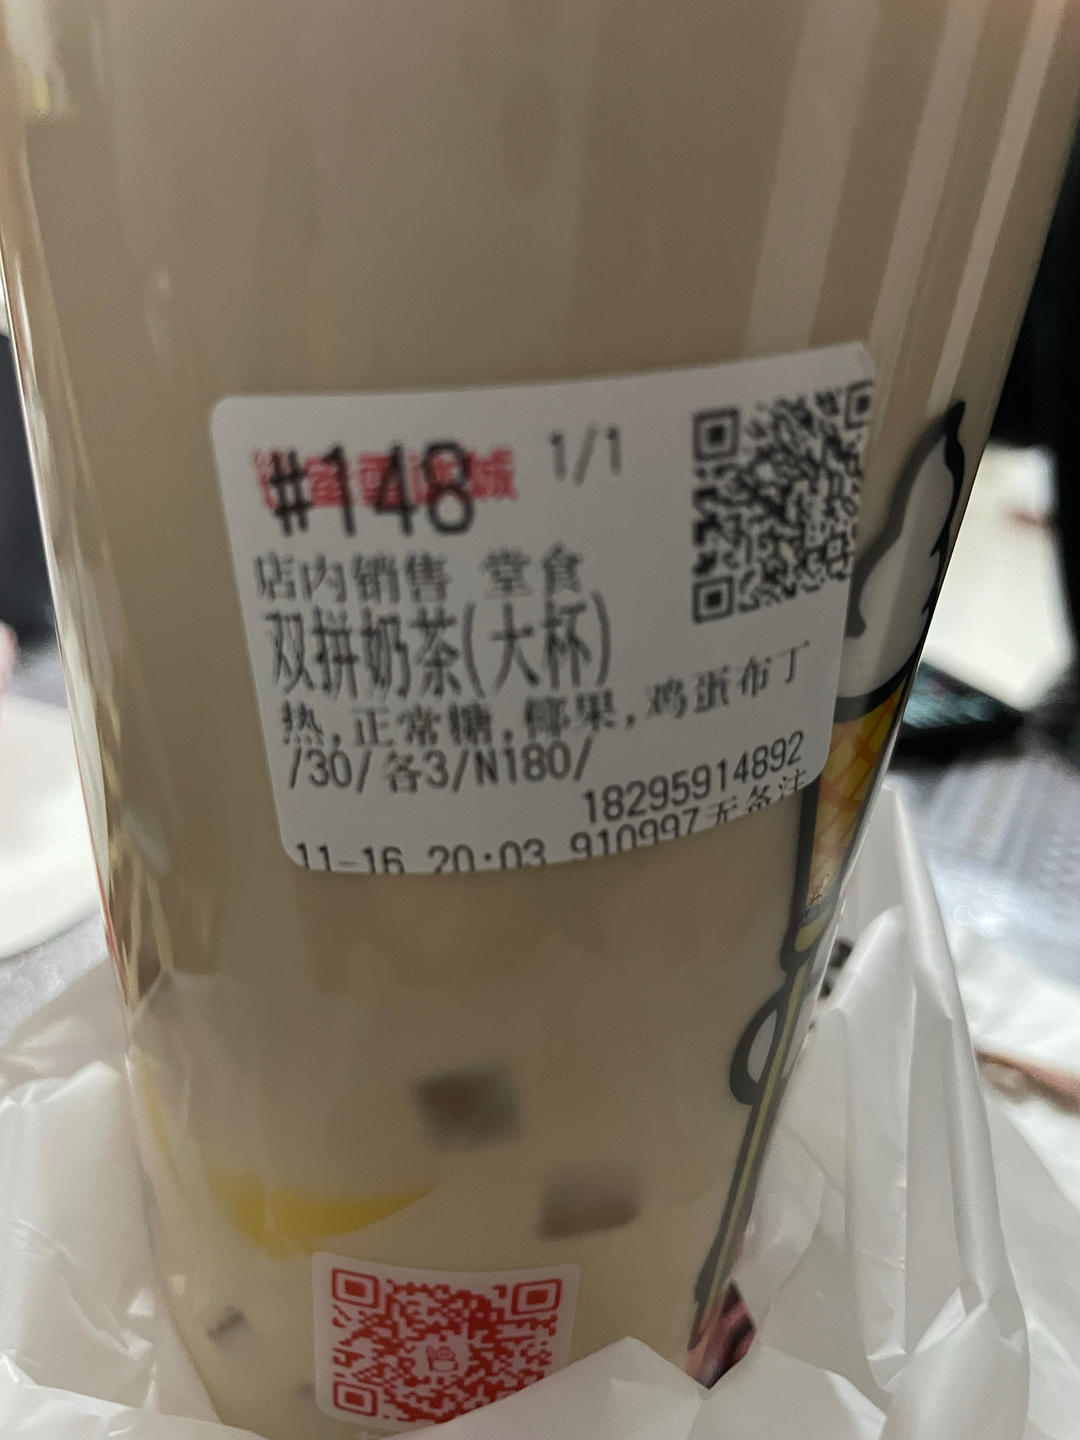 #148 1/1
店内销售 堂食
双拼奶茶(大杯)
热,正常糖,椰果,鸡蛋布丁
/30/各3/N180/
18295914892
11-16 20:03 910997无备注